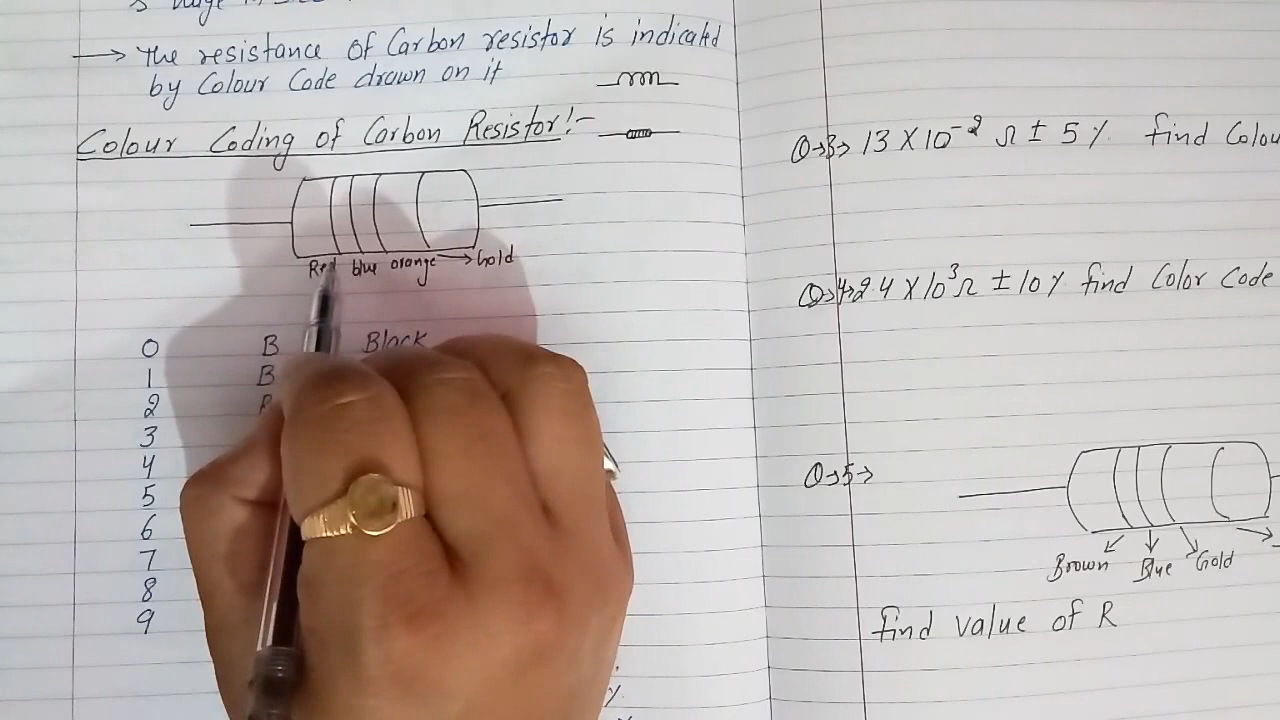 → The resistance of Carbon resistor is indicated
by Colour Code drawn on it
Colour Coding of Carbon Resistor:-
Red blue orange → Gold
0 B Black
1 B
2
3
4
5
6
7
8
9
%
Q→3→ 13 X 10⁻² Ω ± 5 %. find Colou
Q→4→ 24 X 10³ Ω ± 10 % find Color Code
Q→5→
Brown Blue Gold
find value of R